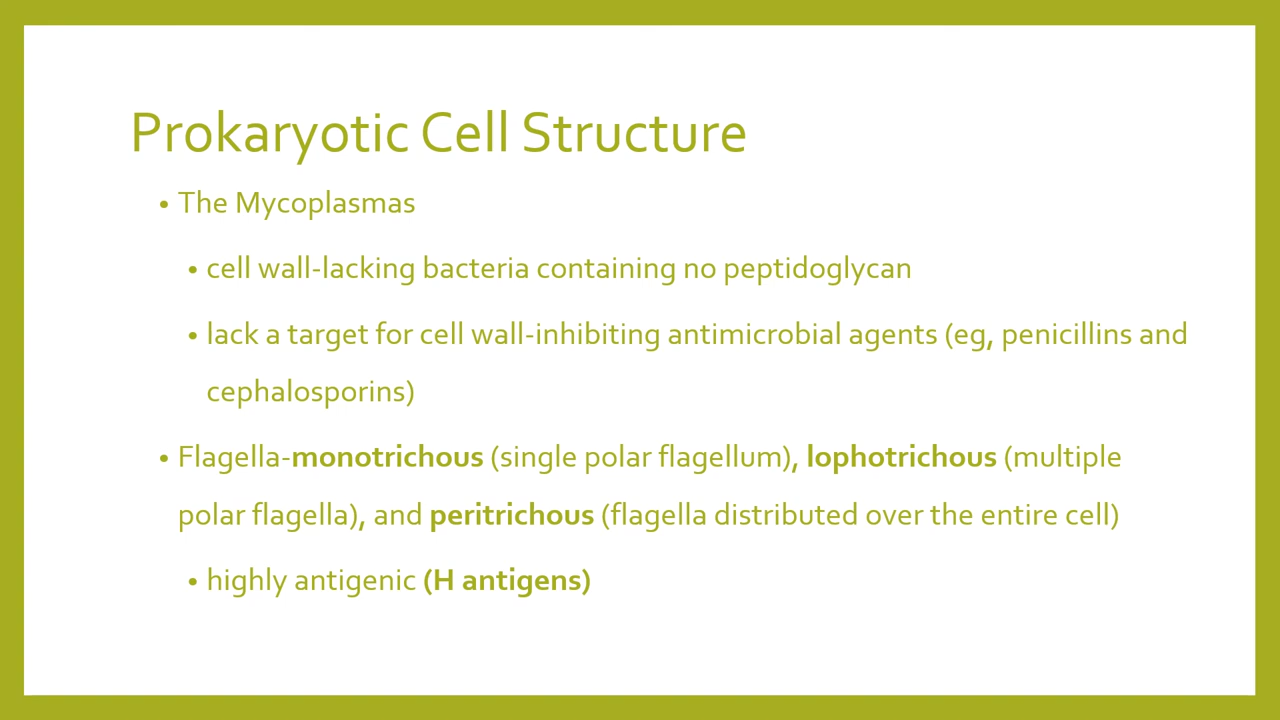 Prokaryotic Cell Structure
• The Mycoplasmas
• cell wall-lacking bacteria containing no peptidoglycan
• lack a target for cell wall-inhibiting antimicrobial agents (eg, penicillins and
cephalosporins)
• Flagella-monotrichous (single polar flagellum), lophotrichous (multiple
polar flagella), and peritrichous (flagella distributed over the entire cell)
• highly antigenic (H antigens)